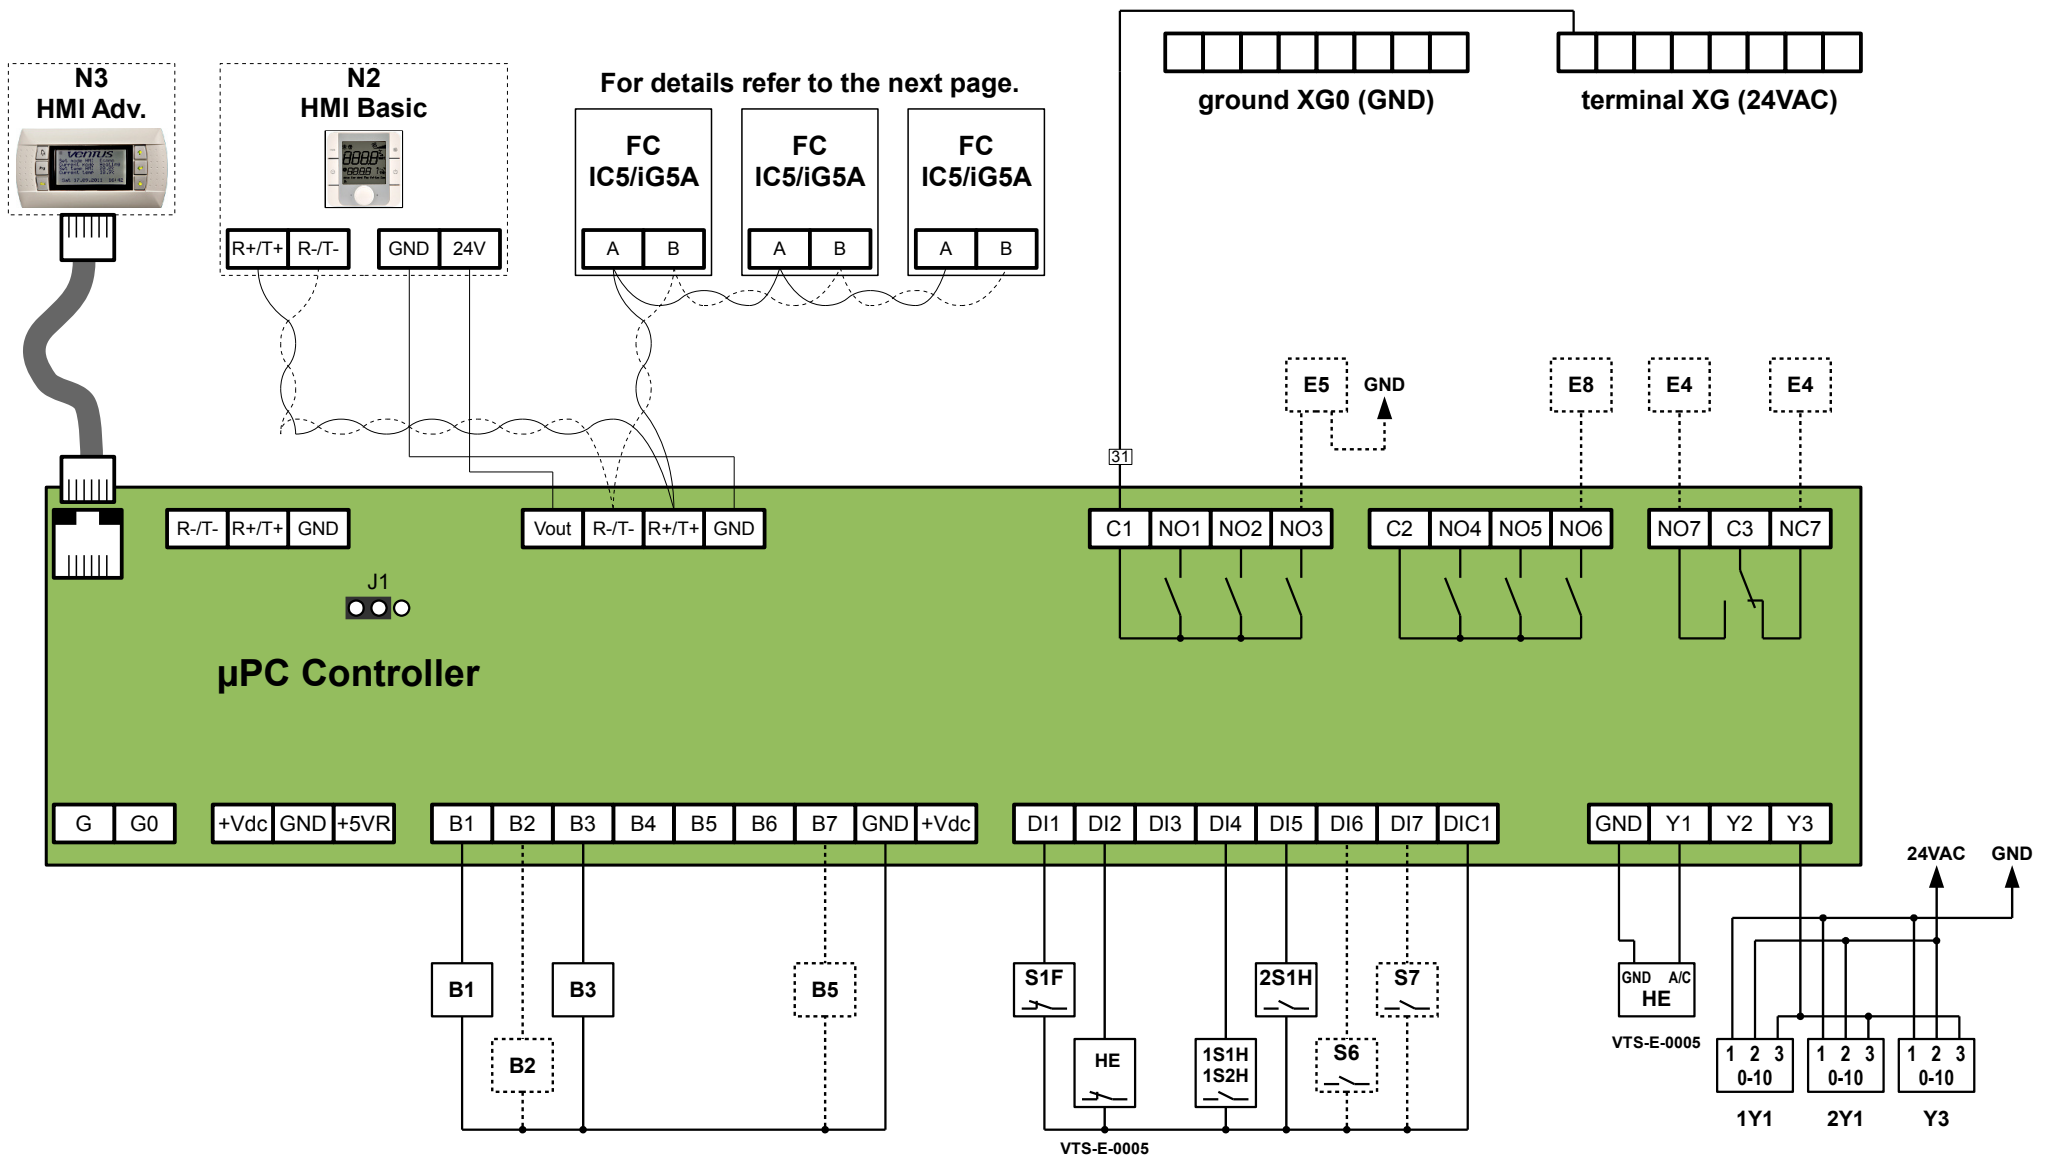 N3
HMI Adv.
VENTUS
N2
HMI Basic
For details refer to the next page.
ground XG0 (GND)
terminal XG (24VAC)
FC
IC5/iG5A
FC
IC5/iG5A
FC
IC5/iG5A
R+/T+ R-/T- GND 24V
A B A B A B
E5 GND E8 E4 E4
31
R-/T- R+/T+ GND
Vout R-/T- R+/T+ GND
C1 NO1 NO2 NO3
C2 NO4 NO5 NO6
NO7 C3 NC7
J1
µPC Controller
G G0
+Vdc GND +5VR
B1 B2 B3 B4 B5 B6 B7 GND +Vdc
DI1 DI2 DI3 DI4 DI5 DI6 DI7 DIC1
GND Y1 Y2 Y3
24VAC GND
B1 B3 B5
B2
S1F 2S1H S7
HE
1S1H
1S2H
S6
VTS-E-0005
GND A/C
HE
VTS-E-0005
1 2 3
0-10
1Y1
1 2 3
0-10
2Y1
1 2 3
0-10
Y3